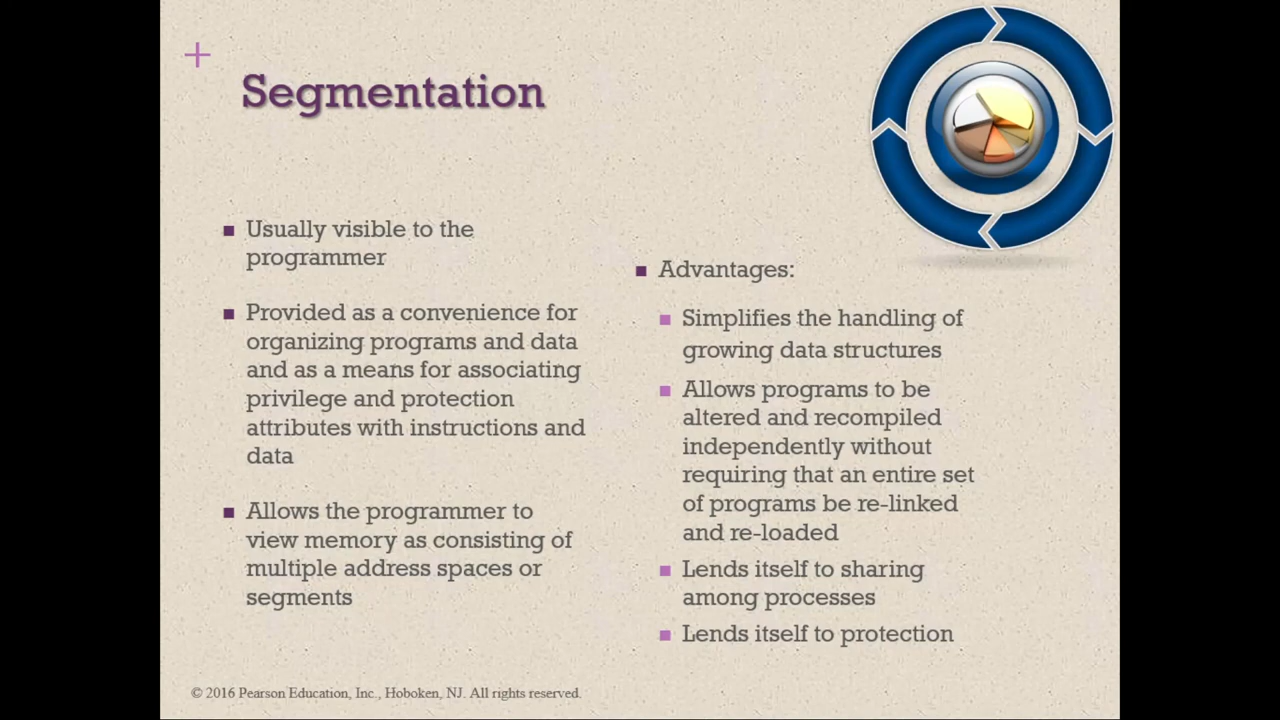 +
Segmentation
■ Usually visible to the
programmer
■ Provided as a convenience for
organizing programs and data
and as a means for associating
privilege and protection
attributes with instructions and
data
■ Allows the programmer to
view memory as consisting of
multiple address spaces or
segments
■ Advantages:
■ Simplifies the handling of
growing data structures
■ Allows programs to be
altered and recompiled
independently without
requiring that an entire set
of programs be re-linked
and re-loaded
■ Lends itself to sharing
among processes
■ Lends itself to protection
© 2016 Pearson Education, Inc., Hoboken, NJ. All rights reserved.